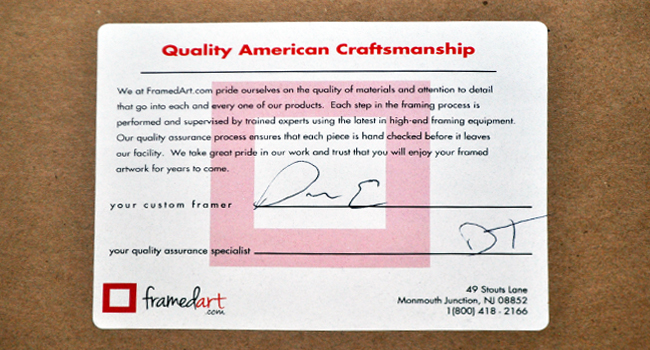 Quality American Craftsmanship
We at FramedArt.com pride ourselves on the quality of materials and attention to detail
that go into each and every one of our products. Each step in the framing process is
performed and supervised by trained experts using the latest in high-end framing equipment.
Our quality assurance process ensures that each piece is hand checked before it leaves
our facility. We take great pride in our work and trust that you will enjoy your framed
artwork for years to come.
your custom framer
DT
your quality assurance specialist
framedart
.com
49 Stouts Lane
Monmouth Junction, NJ 08852
1(800) 418 - 2166